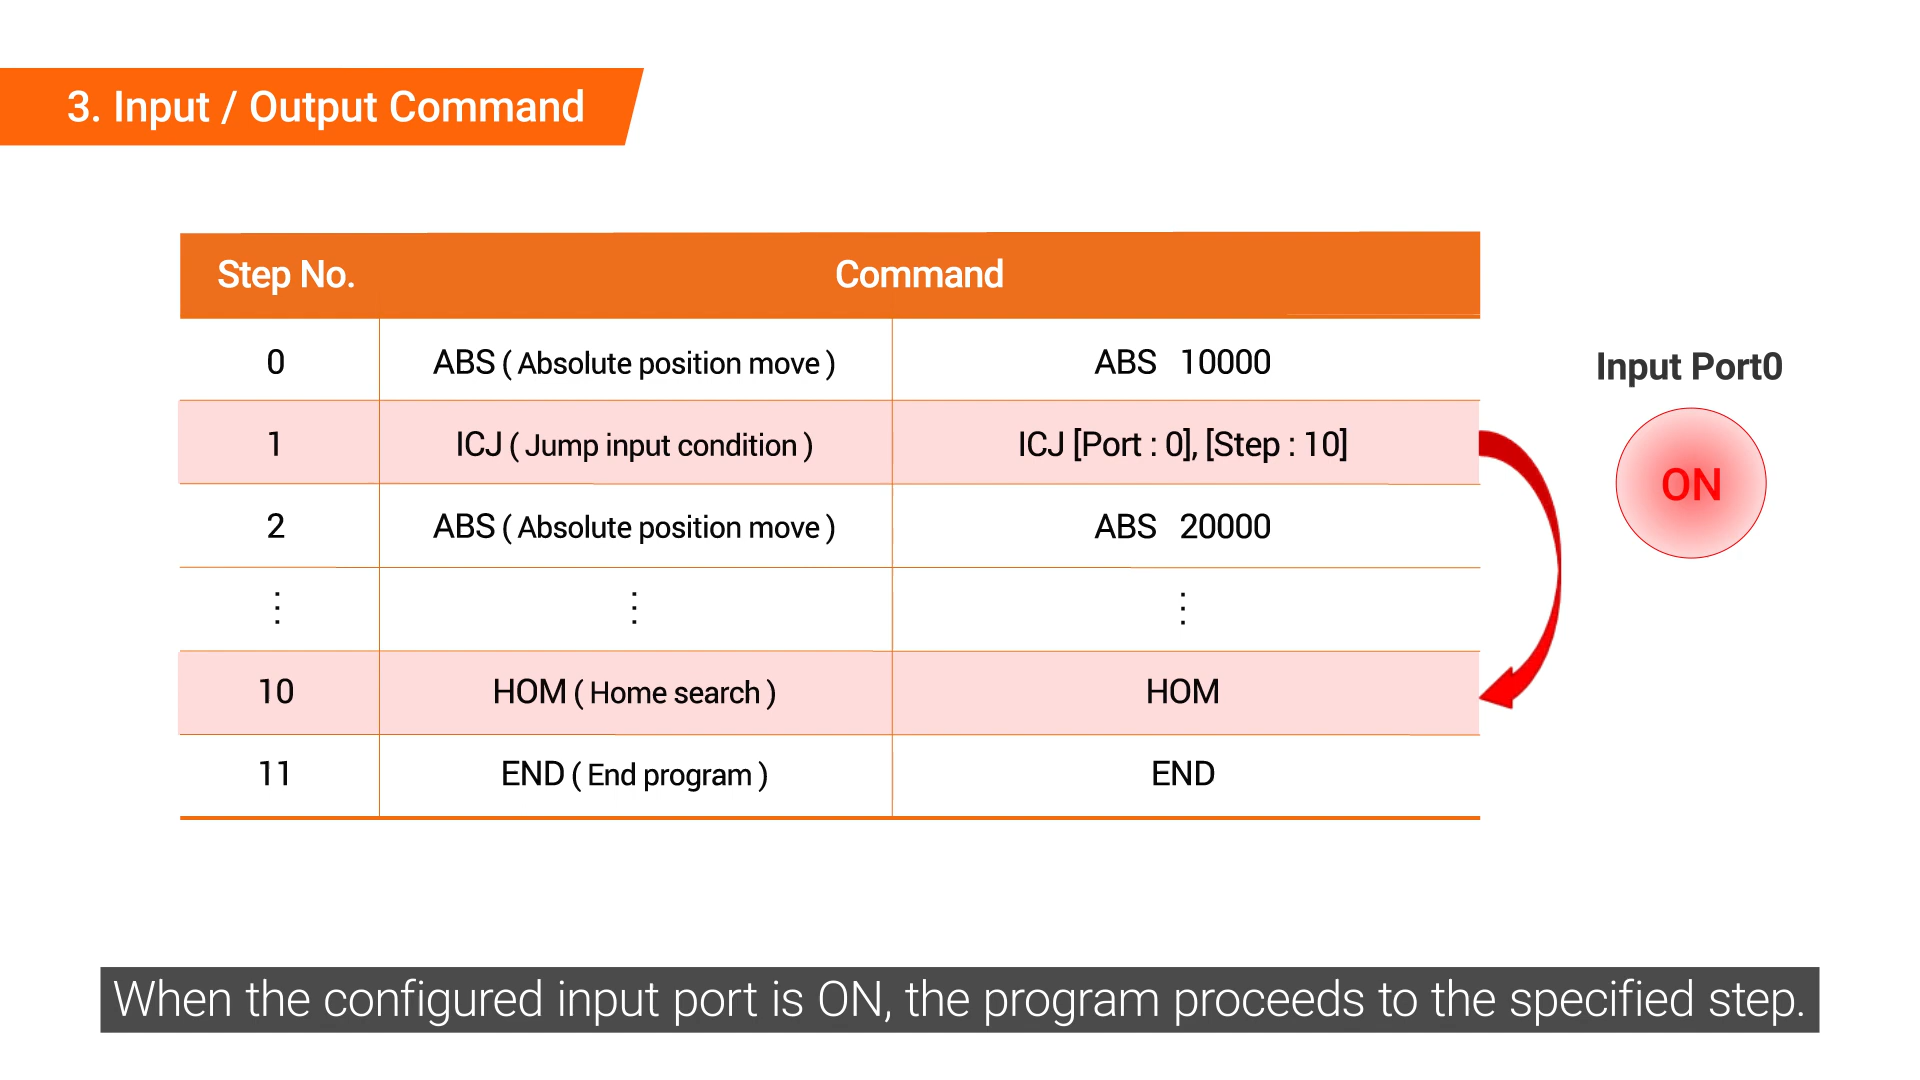 3. Input / Output Command
Step No. Command
0 ABS ( Absolute position move ) ABS 10000
Input Port0
1 ICJ ( Jump input condition ) ICJ [Port : 0], [Step : 10]
ON
2 ABS ( Absolute position move ) ABS 20000
⋮ ⋮ ⋮
10 HOM ( Home search ) HOM
11 END ( End program ) END
When the configured input port is ON, the program proceeds to the specified step.